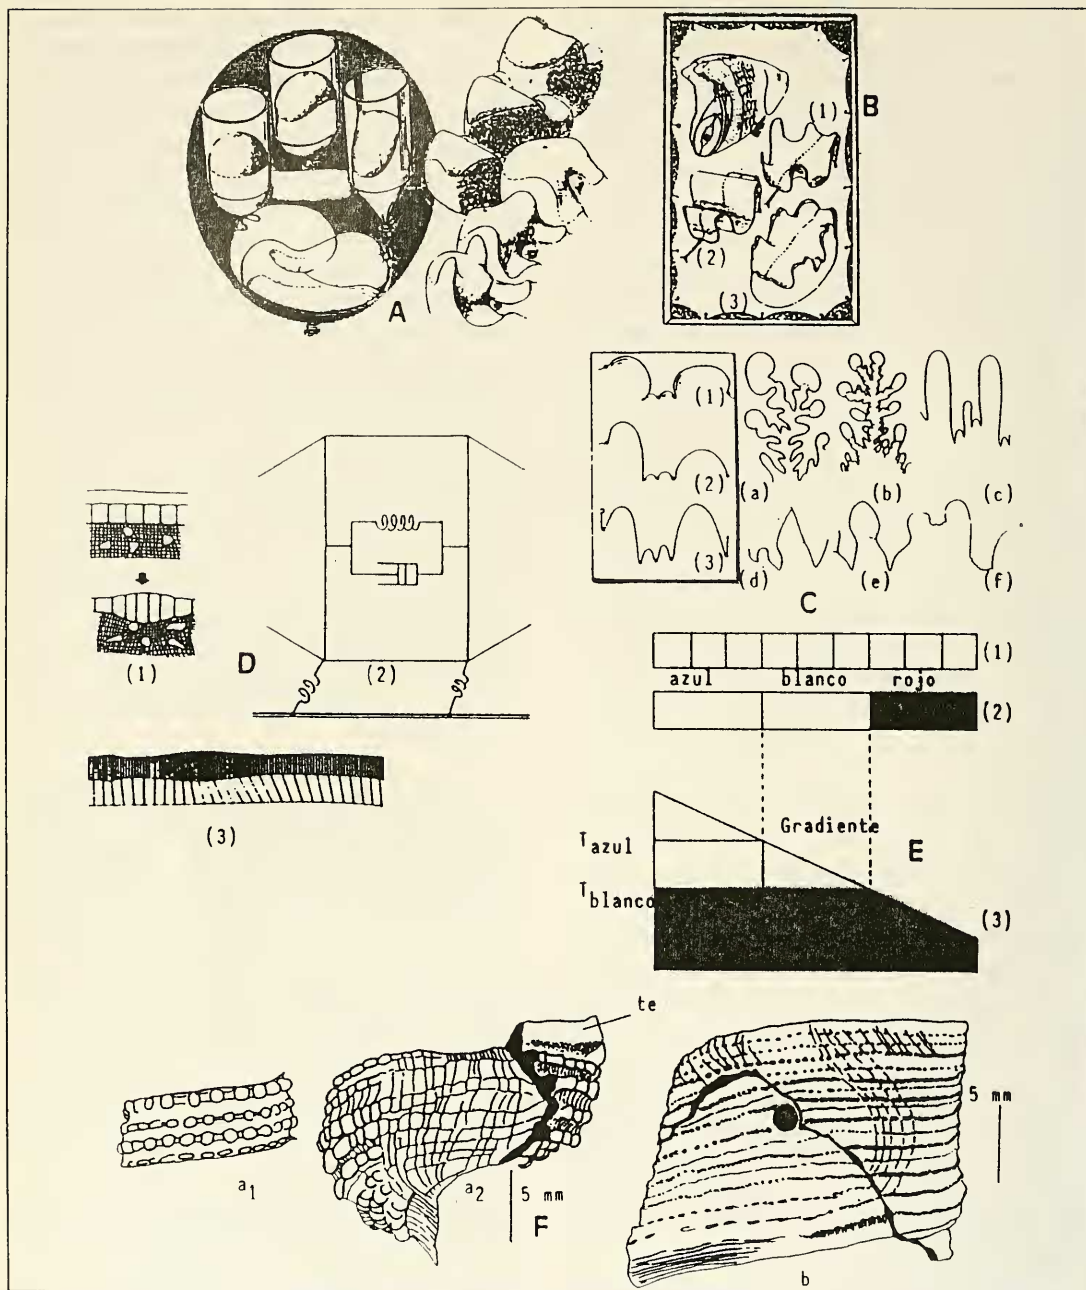 B
(1)
(2)
(3)
A
(1)
(2)
(3)
(a)
(b)
(c)
(d)
(e)
(f)
C
(1)
D
(2)
(3)
(1)
azul
blanco
rojo
(2)
Gradiente
E
T azul
T blanco
(3)
te
5 mm
a1
a2
5 mm
F
b